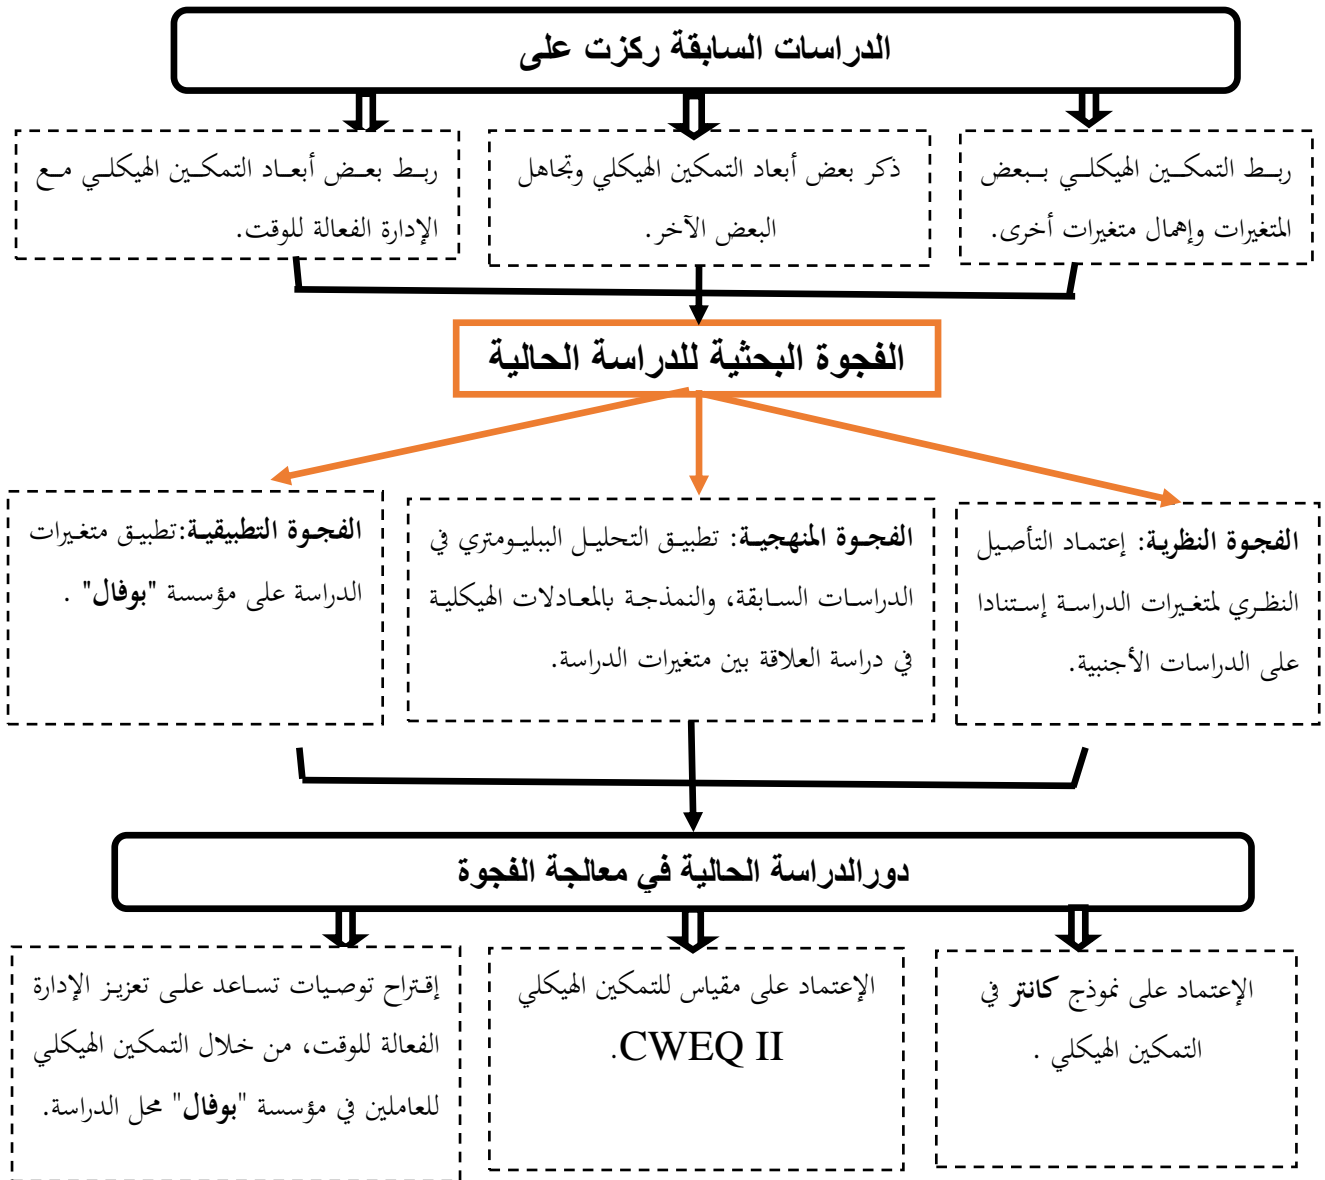 الدراسات السابقة ركزت على
ربط التمكين الهيكلي ببعض
المتغيرات وإهمال متغيرات أخرى.
ذكر بعض أبعاد التمكين الهيكلي وتجاهل
البعض الآخر.
ربط بعض أبعاد التمكين الهيكلي مع
الإدارة الفعالة للوقت.
الفجوة البحثية للدراسة الحالية
الفجوة النظرية: إعتماد التأصيل
النظري لمتغيرات الدراسة إستنادا
على الدراسات الأجنبية.
الفجوة المنهجية: تطبيق التحليل الببليومتري في
الدراسات السابقة، والنمذجة بالمعادلات الهيكلية
في دراسة العلاقة بين متغيرات الدراسة.
الفجوة التطبيقية:تطبيق متغيرات
الدراسة على مؤسسة "بوفال" .
دورالدراسة الحالية في معالجة الفجوة
الإعتماد على نموذج كانتر في
التمكين الهيكلي .
الإعتماد على مقياس للتمكين الهيكلي
CWEQ II.
إقتراح توصيات تساعد على تعزيز الإدارة
الفعالة للوقت، من خلال التمكين الهيكلي
للعاملين في مؤسسة "بوفال" محل الدراسة.